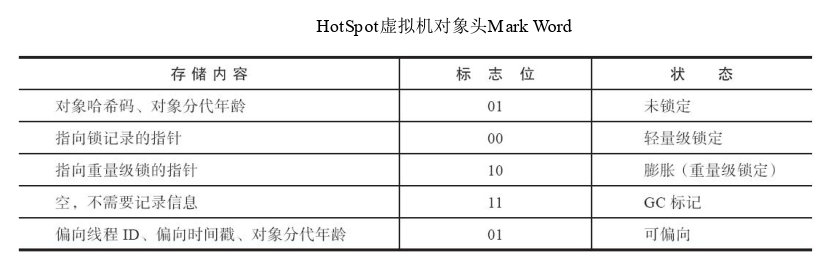 HotSpot虚拟机对象头Mark Word
存储内容 标志位 状态
对象哈希码、对象分代年龄 01 未锁定
指向锁记录的指针 00 轻量级锁定
指向重量级锁的指针 10 膨胀（重量级锁定）
空，不需要记录信息 11 GC 标记
偏向线程 ID、偏向时间戳、对象分代年龄 01 可偏向